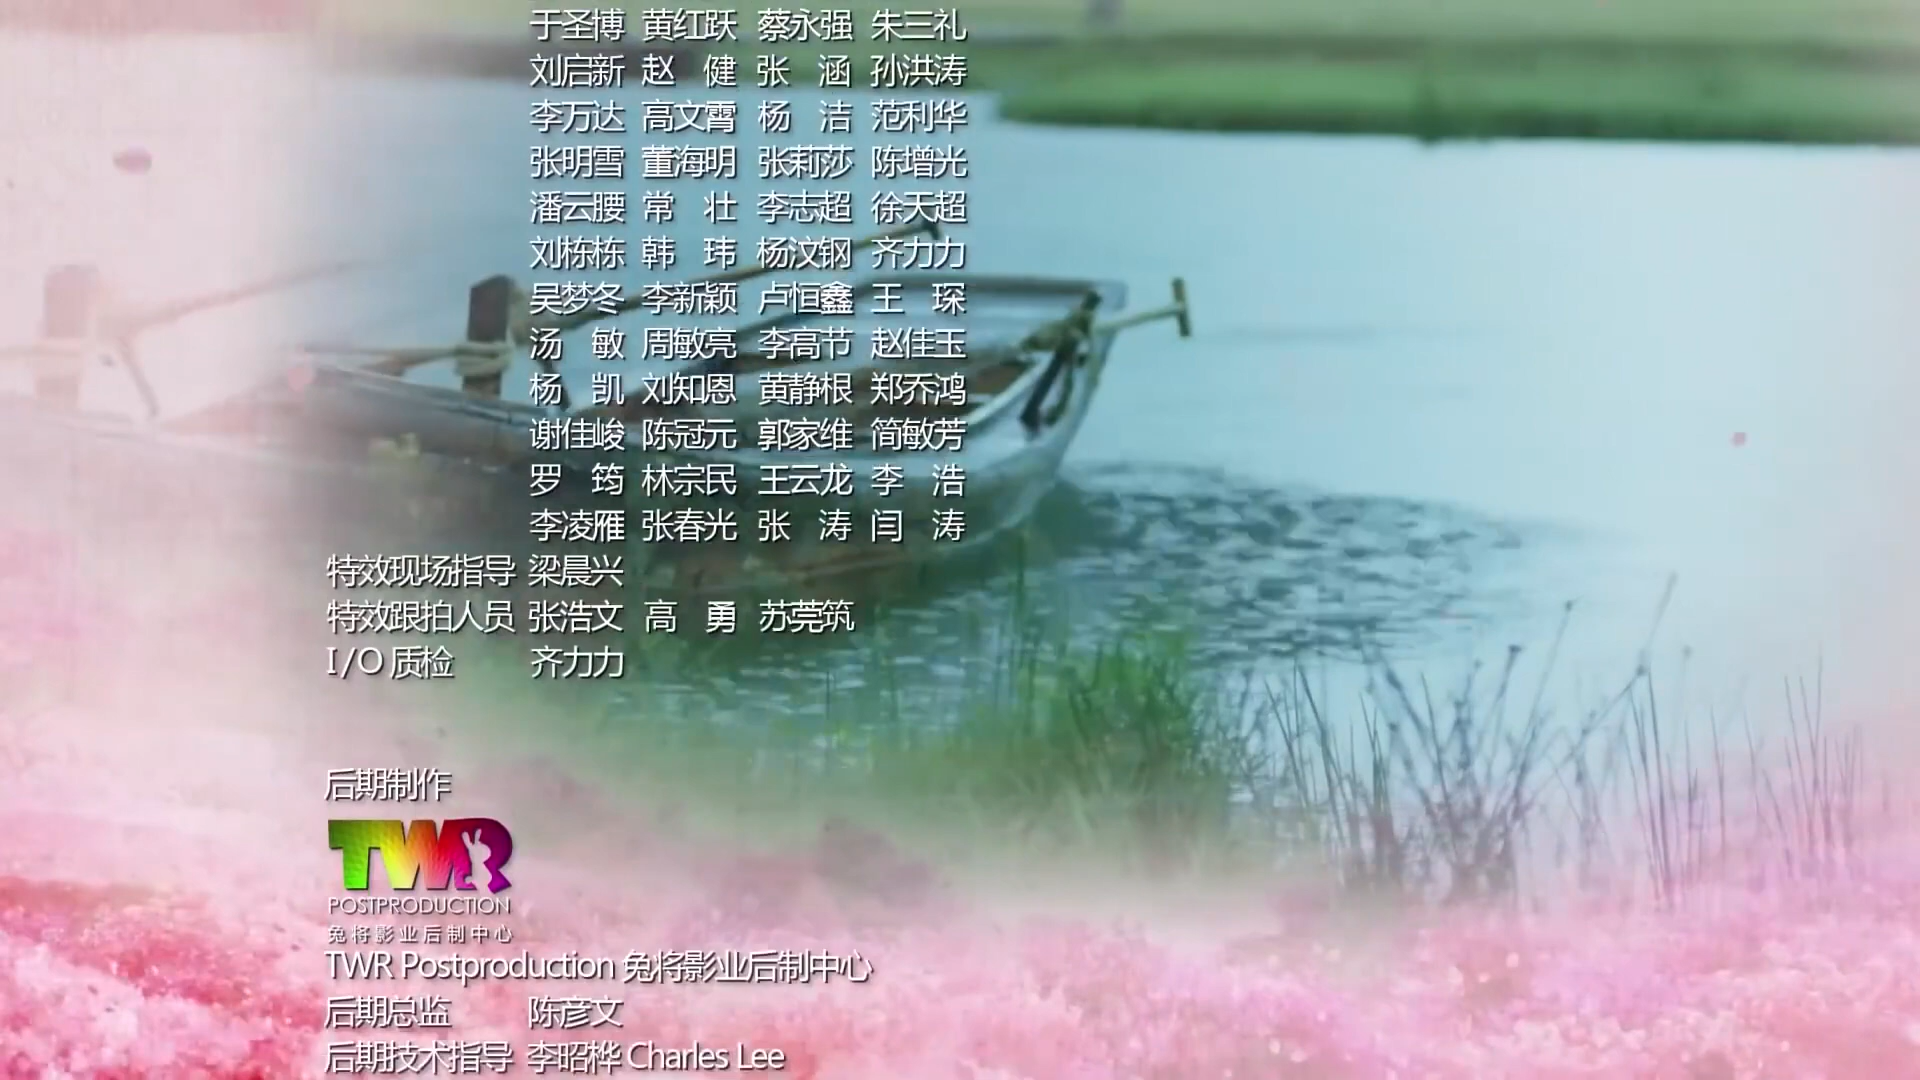 于圣博 黄红跃 蔡永强 朱三礼
刘启新 赵 健 张 涵 孙洪涛
李万达 高文霄 杨 洁 范利华
张明雪 董海明 张莉莎 陈增光
潘云腰 常 壮 李志超 徐天超
刘栋栋 韩 玮 杨汶钢 齐力力
吴梦冬 李新颖 卢恒鑫 王 琛
汤 敏 周敏亮 李高节 赵佳玉
杨 凯 刘知恩 黄静根 郑乔鸿
谢佳峻 陈冠元 郭家维 简敏芳
罗 筠 林宗民 王云龙 李 浩
李凌雁 张春光 张 涛 闫 涛
特效现场指导 梁晨兴
特效跟拍人员 张浩文 高 勇 苏莞筑
I/O 质检 齐力力
后期制作
TWR
POSTPRODUCTION
兔将影业后制中心
TWR Postproduction 兔将影业后制中心
后期总监 陈彦文
后期技术指导 李昭桦 Charles Lee